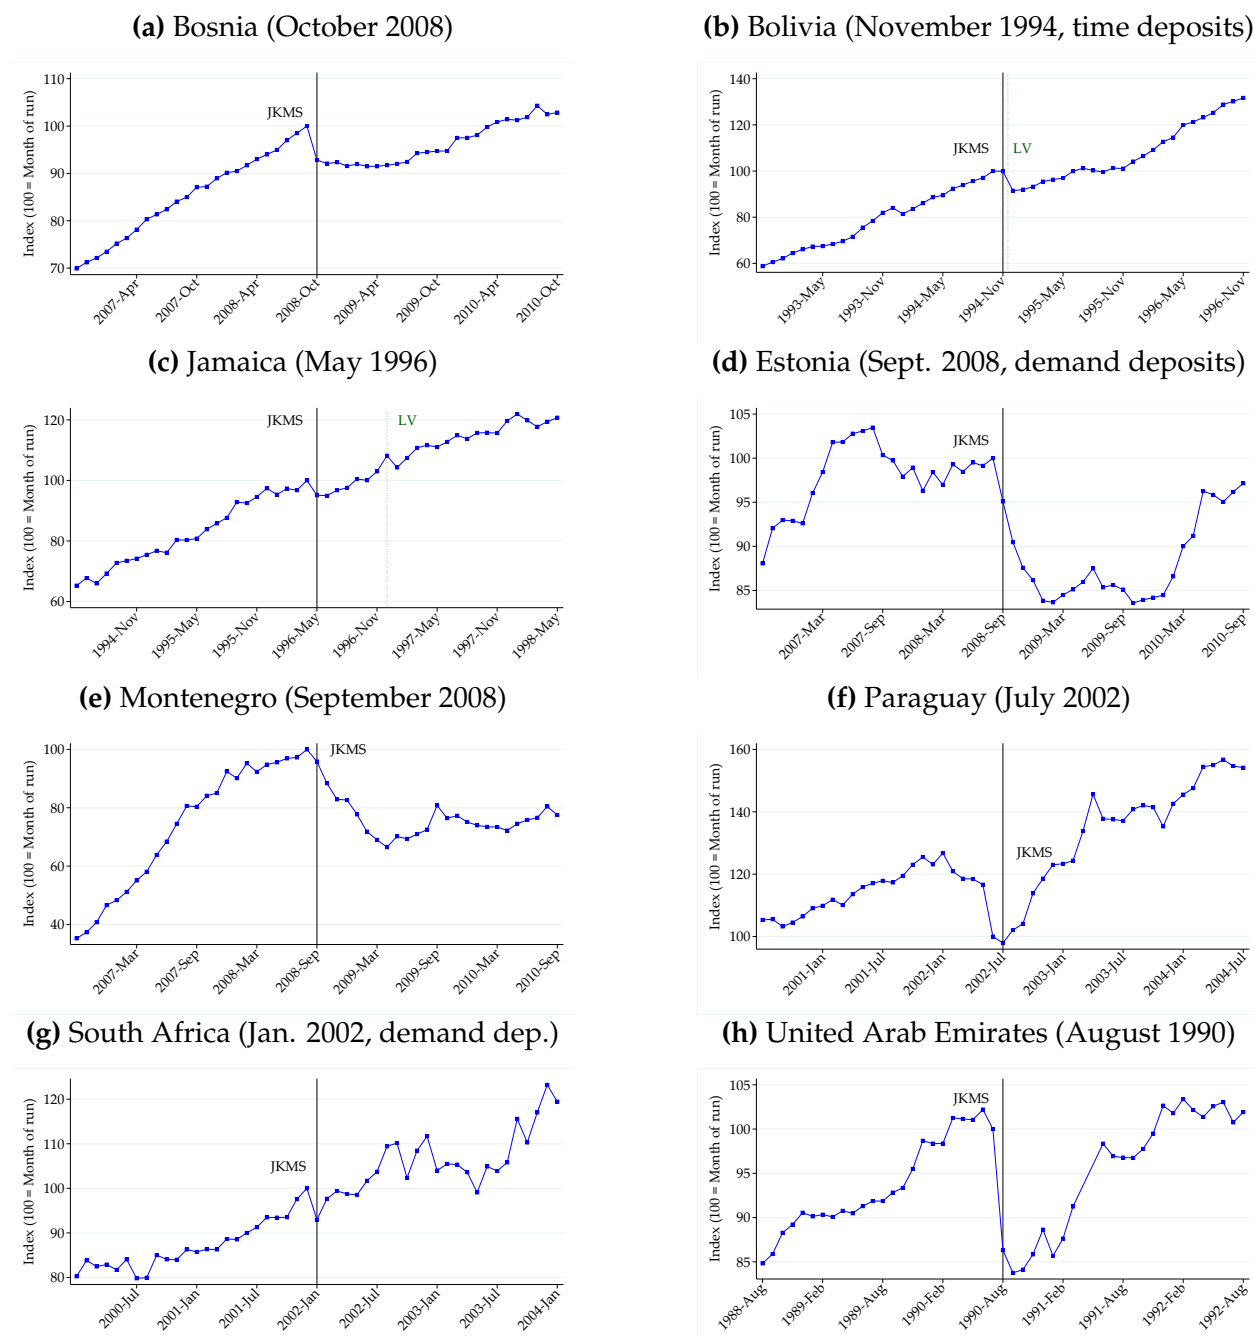 (a) Bosnia (October 2008)
Index (100 = Month of run)
110
100
90
80
70
JKMS
2007-Apr
2007-Oct
2008-Apr
2008-Oct
2009-Apr
2009-Oct
2010-Apr
2010-Oct
(b) Bolivia (November 1994, time deposits)
Index (100 = Month of run)
140
120
100
80
60
JKMS
LV
1993-May
1993-Nov
1994-May
1994-Nov
1995-May
1995-Nov
1996-May
1996-Nov
(c) Jamaica (May 1996)
Index (100 = Month of run)
120
100
80
60
JKMS
LV
1994-Nov
1995-May
1995-Nov
1996-May
1996-Nov
1997-May
1997-Nov
1998-May
(d) Estonia (Sept. 2008, demand deposits)
Index (100 = Month of run)
105
100
95
90
85
JKMS
2007-Mar
2007-Sep
2008-Mar
2008-Sep
2009-Mar
2009-Sep
2010-Mar
2010-Sep
(e) Montenegro (September 2008)
Index (100 = Month of run)
100
80
60
40
JKMS
2007-Mar
2007-Sep
2008-Mar
2008-Sep
2009-Mar
2009-Sep
2010-Mar
2010-Sep
(f) Paraguay (July 2002)
Index (100 = Month of run)
160
140
120
100
JKMS
2001-Jan
2001-Jul
2002-Jan
2002-Jul
2003-Jan
2003-Jul
2004-Jan
2004-Jul
(g) South Africa (Jan. 2002, demand dep.)
Index (100 = Month of run)
120
110
100
90
80
JKMS
2000-Jul
2001-Jan
2001-Jul
2002-Jan
2002-Jul
2003-Jan
2003-Jul
2004-Jan
(h) United Arab Emirates (August 1990)
Index (100 = Month of run)
105
100
95
90
85
JKMS
1988-Aug
1989-Feb
1989-Aug
1990-Feb
1990-Aug
1991-Feb
1991-Aug
1992-Feb
1992-Aug